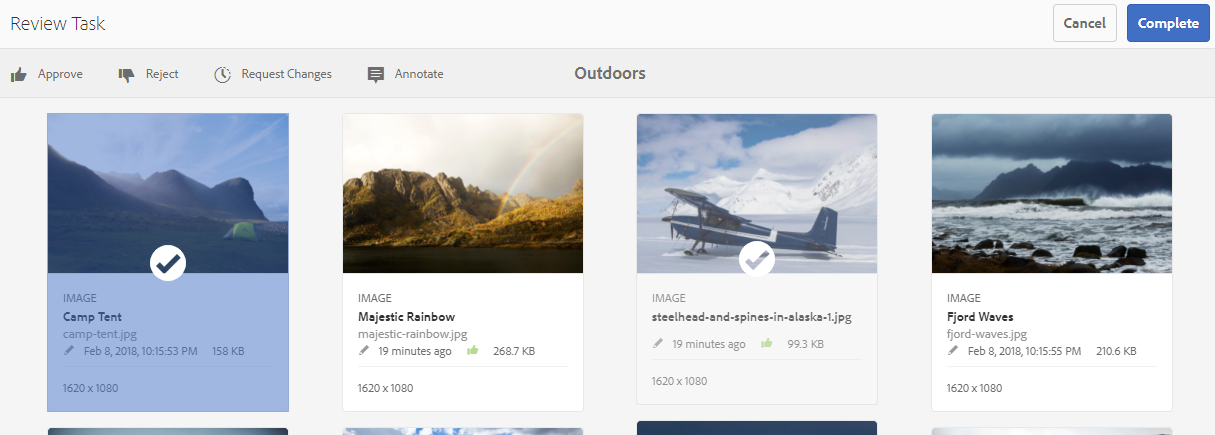 Review Task
Cancel
Complete
Approve
Reject
Request Changes
Annotate
Outdoors
IMAGE
Camp Tent
camp-tent.jpg
Feb 8, 2018, 10:15:53 PM 158 KB
1620 x 1080
IMAGE
Majestic Rainbow
majestic-rainbow.jpg
19 minutes ago 268.7 KB
1620 x 1080
IMAGE
steelhead-and-spines-in-alaska-1.jpg
19 minutes ago 99.3 KB
1620 x 1080
IMAGE
Fjord Waves
fjord-waves.jpg
Feb 8, 2018, 10:15:55 PM 210.6 KB
1620 x 1080